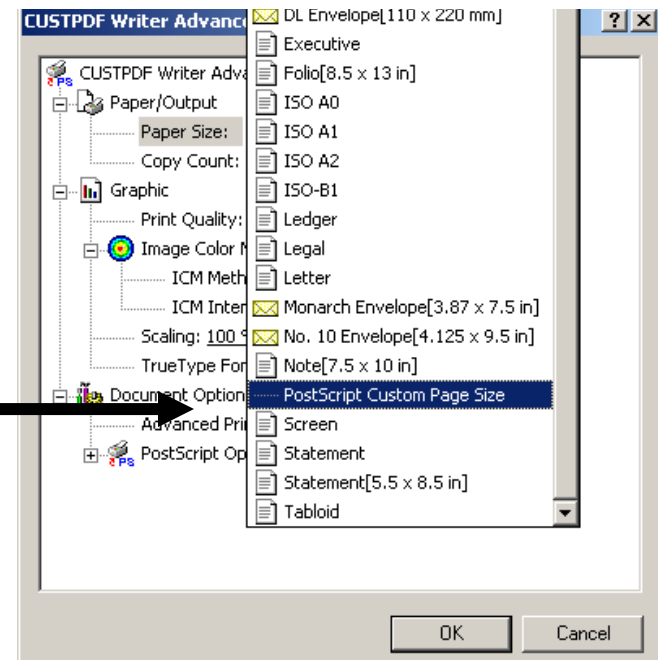 CUSTPDF Writer Advanc
DL Envelope[110 x 220 mm]
Executive
CUSTPDF Writer Adva
Folio[8.5 x 13 in]
Paper/Output
ISO A0
Paper Size:
ISO A1
Copy Count:
ISO A2
Graphic
ISO-B1
Print Quality:
Ledger
Image Color M
Legal
ICM Meth
Letter
ICM Inter
Monarch Envelope[3.87 x 7.5 in]
Scaling: 100 %
No. 10 Envelope[4.125 x 9.5 in]
TrueType For
Note[7.5 x 10 in]
Document Option
PostScript Custom Page Size
Advanced Pri
Screen
PostScript Op
Statement
Statement[5.5 x 8.5 in]
Tabloid
OK
Cancel